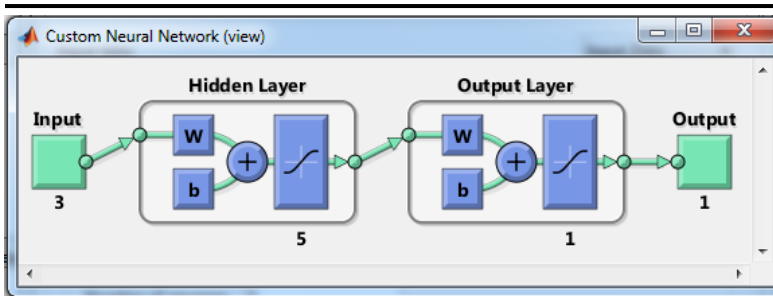 Custom Neural Network (view)
Hidden Layer
Output Layer
Input
Output
W
W
b
b
3
1
5
1